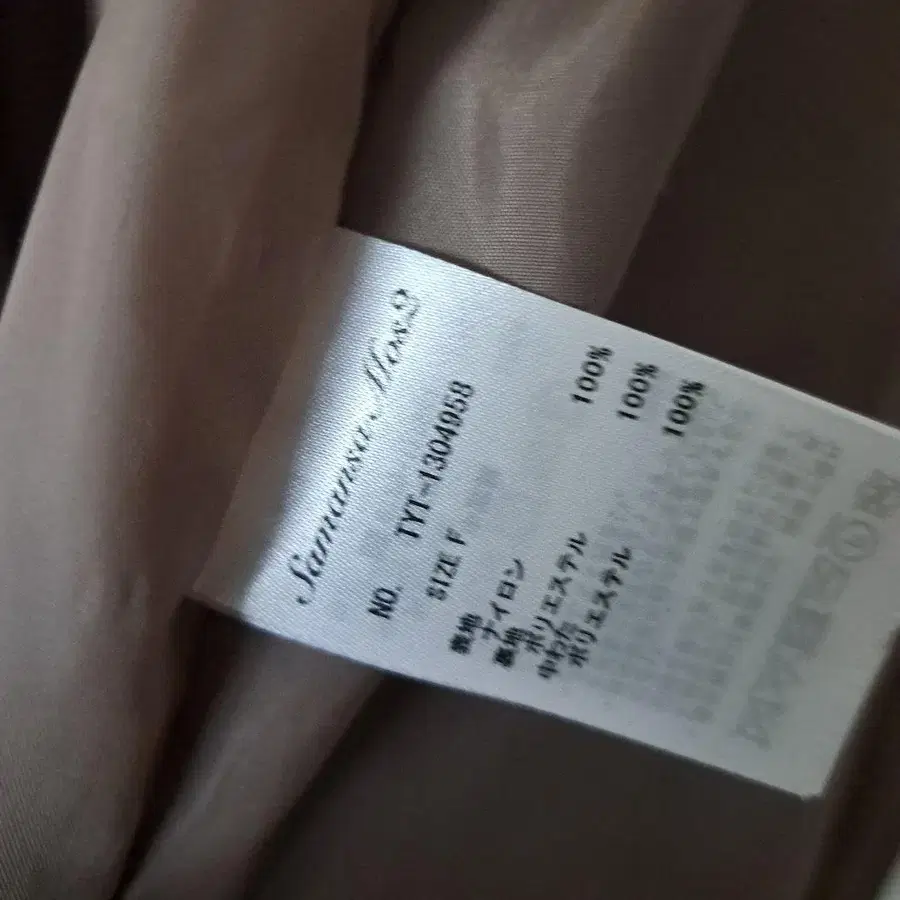 Samansa Mos2
NO. TYT-1304958
SIZE F
表地
ナイロン 100%
裏地
ポリエステル 100%
中わた
ポリエステル 100%